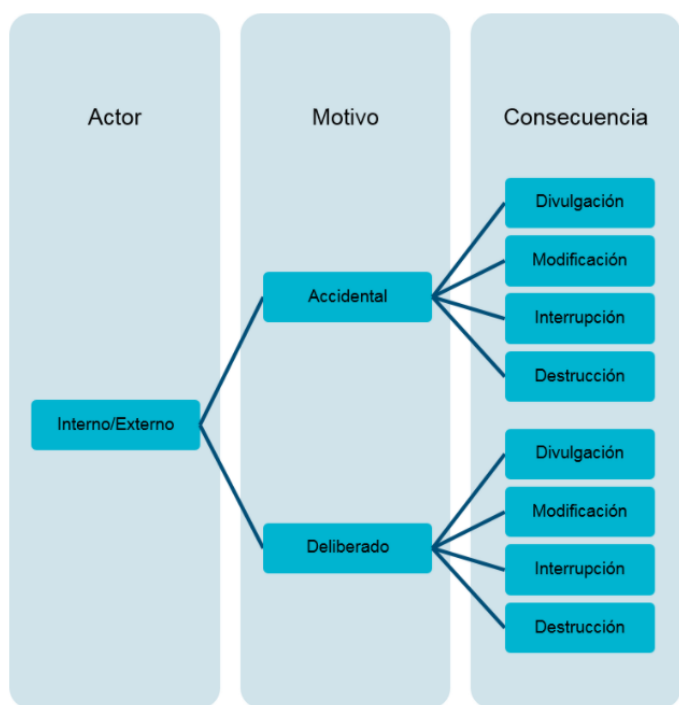 Actor
Motivo
Consecuencia
Divulgación
Modificación
Accidental
Interrupción
Destrucción
Interno/Externo
Divulgación
Modificación
Deliberado
Interrupción
Destrucción